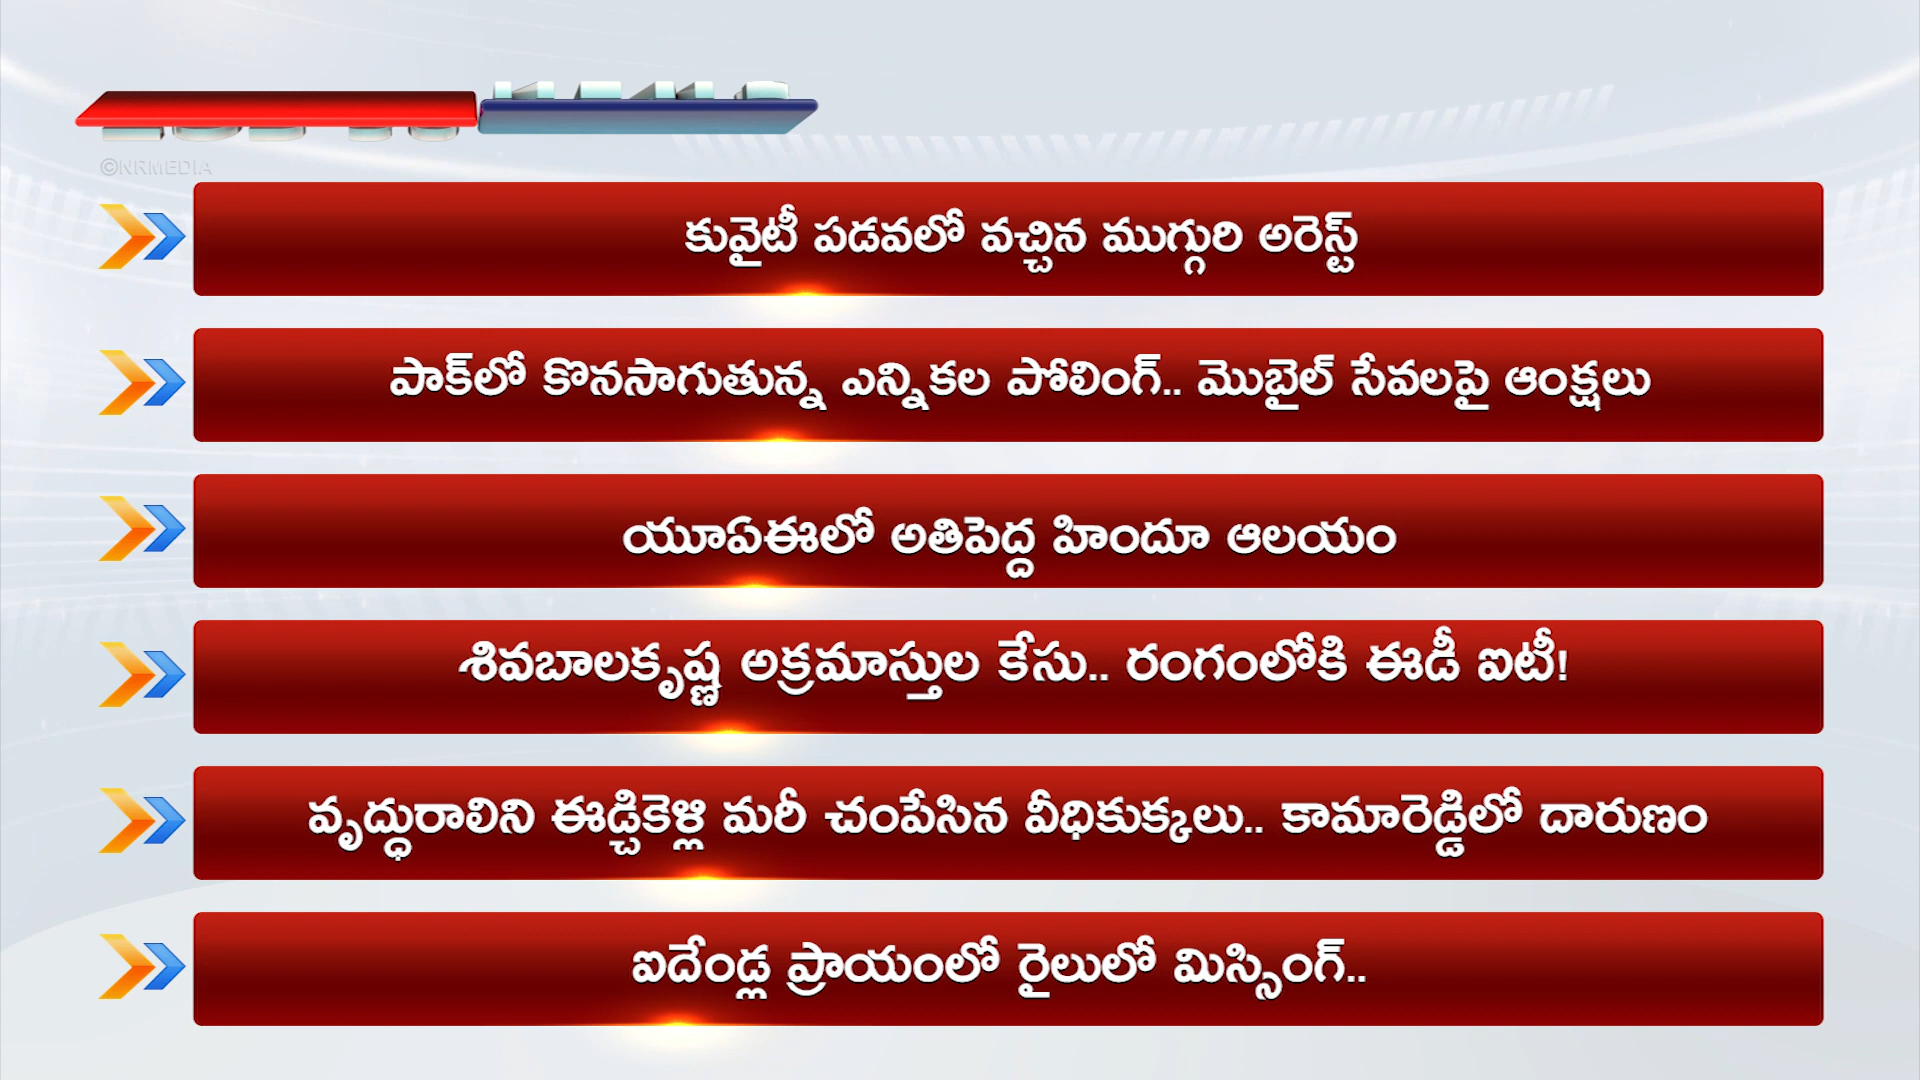 ©NRMEDIA
కువైటీ పడవలో వచ్చిన ముగ్గురి అరెస్ట్
పాక్‌లో కొనసాగుతున్న ఎన్నికల పోలింగ్.. మొబైల్ సేవలపై ఆంక్షలు
యూఏఈలో అతిపెద్ద హిందూ ఆలయం
శివబాలకృష్ణ అక్రమాస్తుల కేసు.. రంగంలోకి ఈడీ ఐటీ!
వృద్ధురాలిని ఈడ్చికెళ్లి మరీ చంపేసిన వీధికుక్కలు.. కామారెడ్డిలో దారుణం
ఐదేండ్ల ప్రాయంలో రైలులో మిస్సింగ్..